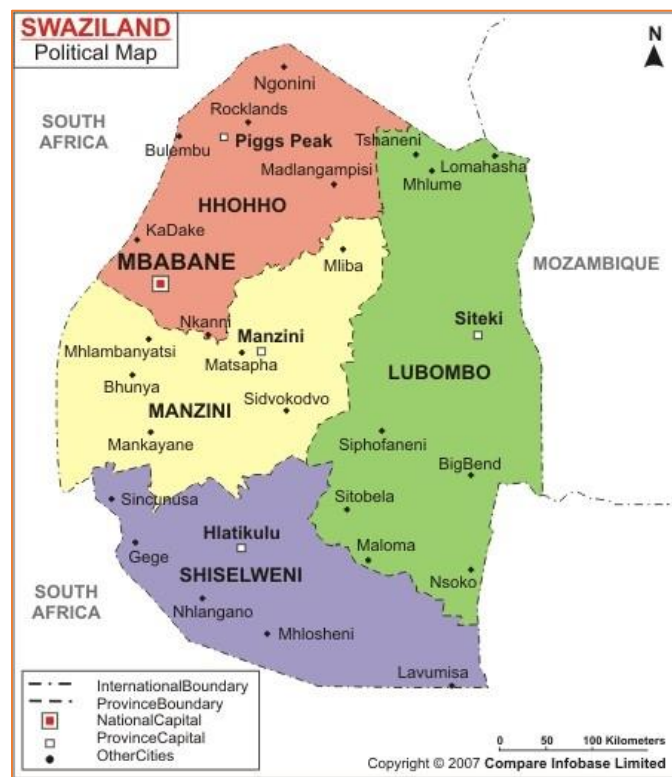 SWAZILAND
Political Map
N
Ngonini
Rocklands
SOUTH
AFRICA
Piggs Peak
Bulembu
Tshaneni
Lomahasha
Madlangampisi
Mhlume
HHOHHO
KaDake
MBABANE
Mliba
MOZAMBIQUE
Siteki
Nkanni
Manzini
Mhlambanyatsi
Matsapha
LUBOMBO
Bhunya
MANZINI
Sidvokodvo
Mankayane
Siphofaneni
BigBend
Sincunusa
Sitobela
Hlatikulu
Gege
Maloma
SHISELWENI
Nsoko
SOUTH
AFRICA
Nhlangano
Mhlosheni
Lavumisa
InternationalBoundary
ProvinceBoundary
NationalCapital
ProvinceCapital
OtherCities
0 50 100 Kilometers
Copyright © 2007 Compare Infobase Limited